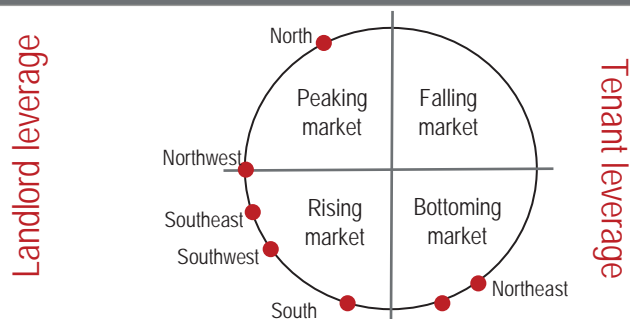 Landlord leverage
Tenant leverage
North
Peaking
market
Falling
market
Northwest
Rising
market
Bottoming
market
Southeast
Southwest
South
Northeast